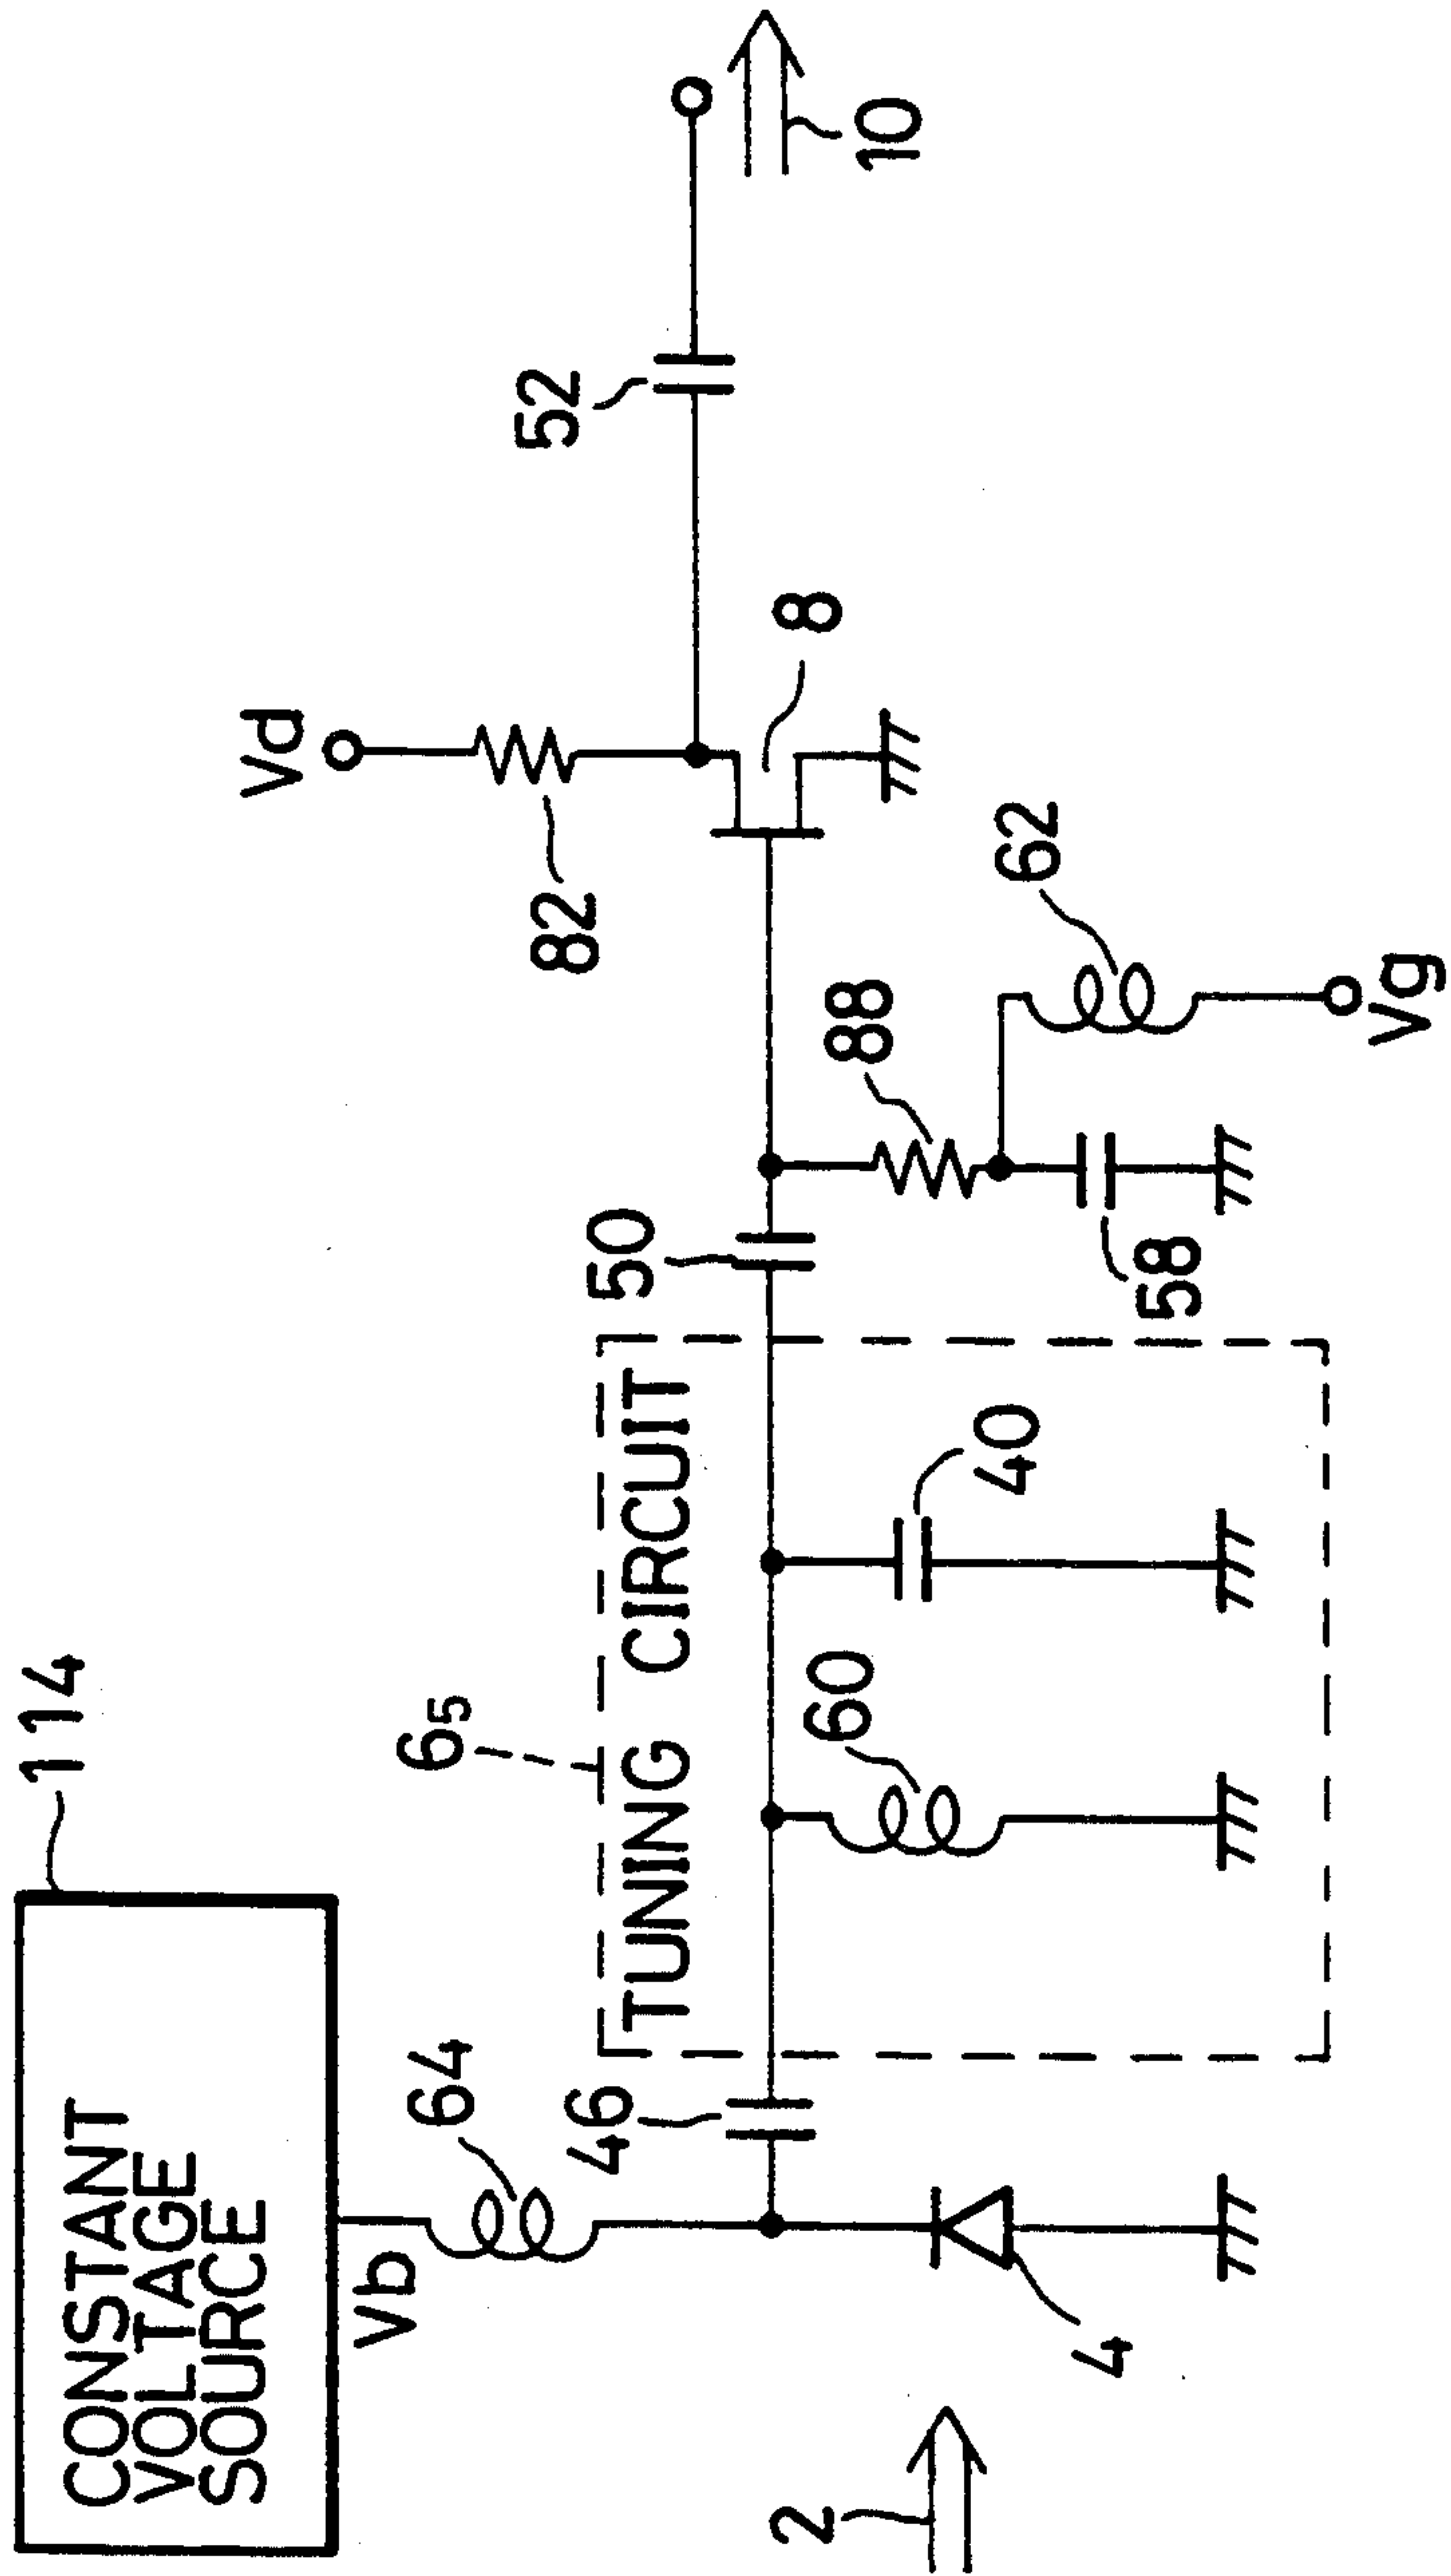 CONSTANT
VOLTAGE
SOURCE
114
Vb
64
46
4
2
6₅
TUNING CIRCUIT
60
40
50
88
58
62
Vg
Vd
82
8
52
10